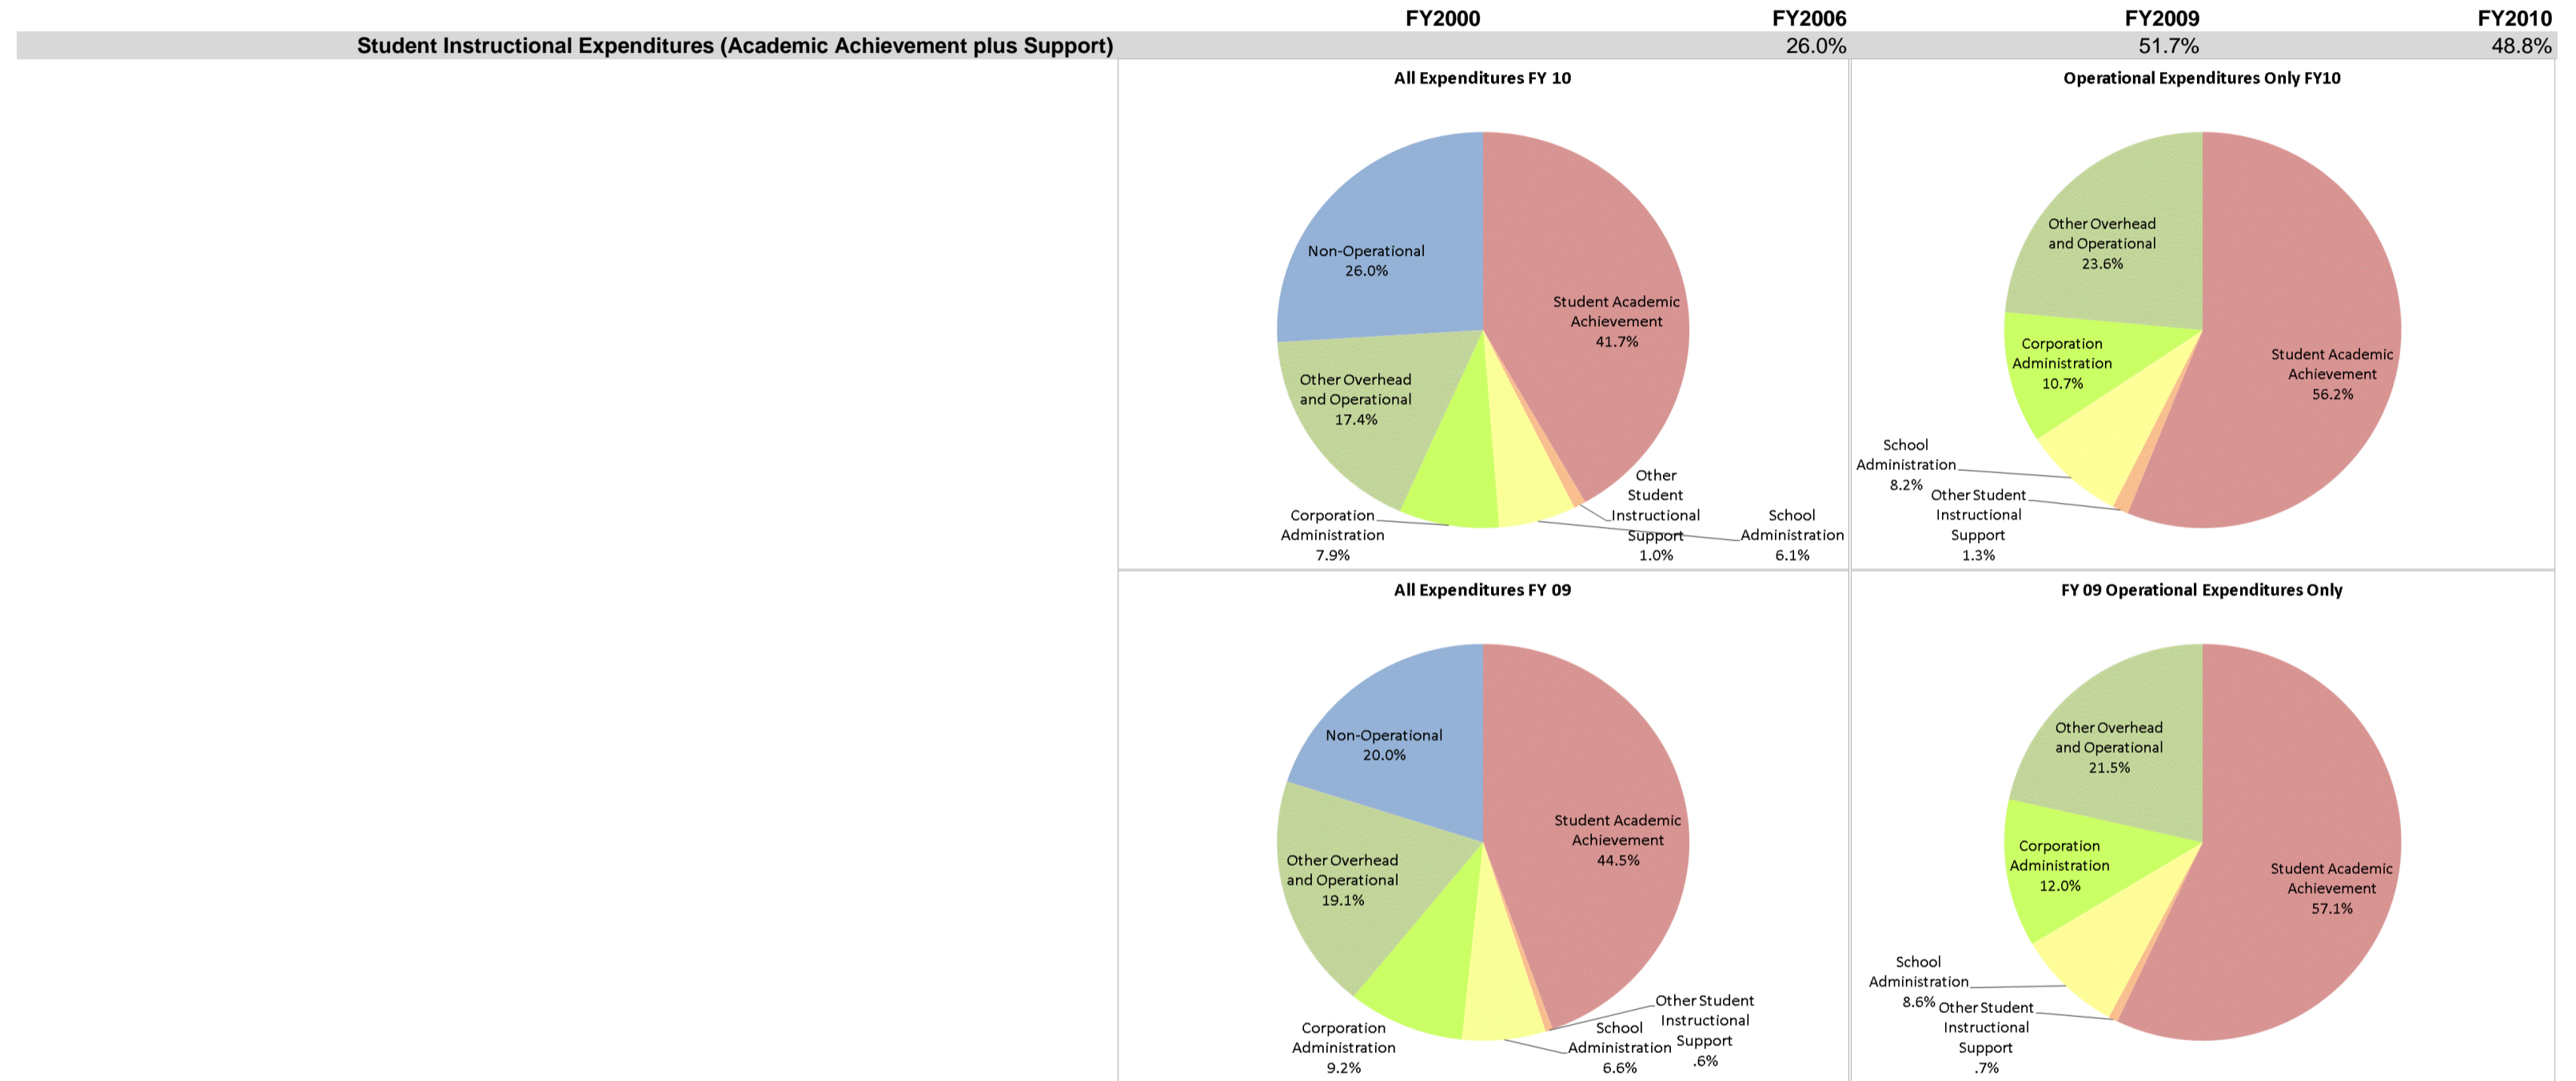 FY2000 FY2006 FY2009 FY2010
Student Instructional Expenditures (Academic Achievement plus Support) 26.0% 51.7% 48.8%
All Expenditures FY 10
Non-Operational
26.0%
Student Academic
Achievement
41.7%
Other Overhead
and Operational
17.4%
Corporation
Administration
7.9%
Other
Student
Instructional
Support
1.0%
School
Administration
6.1%
Operational Expenditures Only FY10
Other Overhead
and Operational
23.6%
Corporation
Administration
10.7%
Student Academic
Achievement
56.2%
School
Administration
8.2%
Other Student
Instructional
Support
1.3%
All Expenditures FY 09
Non-Operational
20.0%
Student Academic
Achievement
44.5%
Other Overhead
and Operational
19.1%
Corporation
Administration
9.2%
School
Administration
6.6%
Other Student
Instructional
Support
.6%
FY 09 Operational Expenditures Only
Other Overhead
and Operational
21.5%
Corporation
Administration
12.0%
Student Academic
Achievement
57.1%
School
Administration
8.6%
Other Student
Instructional
Support
.7%